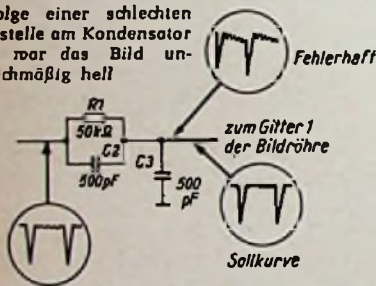 olge einer schlechten
stelle am Kondensator
war das Bild un-
chmäßig hell
Fehlerhaft
R1
50kΩ
C2
500pF
C3
500
pF
zum Gitter 1
der Bildröhre
Sollkurve